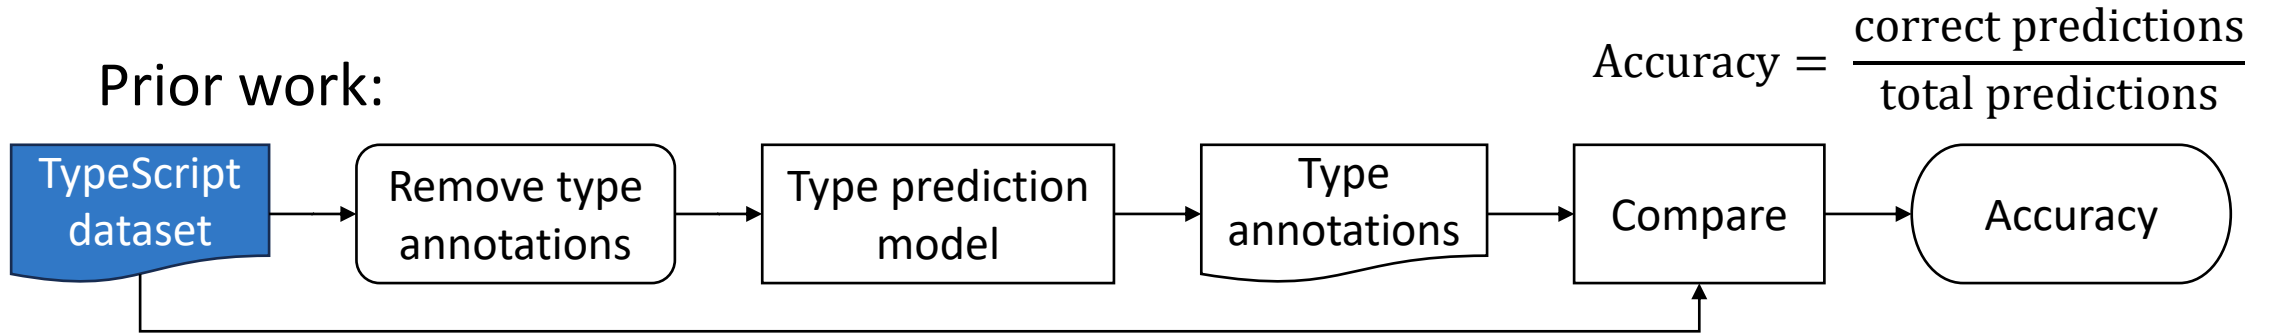 Prior work:
Accuracy = correct predictions
total predictions
TypeScript
dataset
Remove type
annotations
Type prediction
model
Type
annotations
Compare
Accuracy